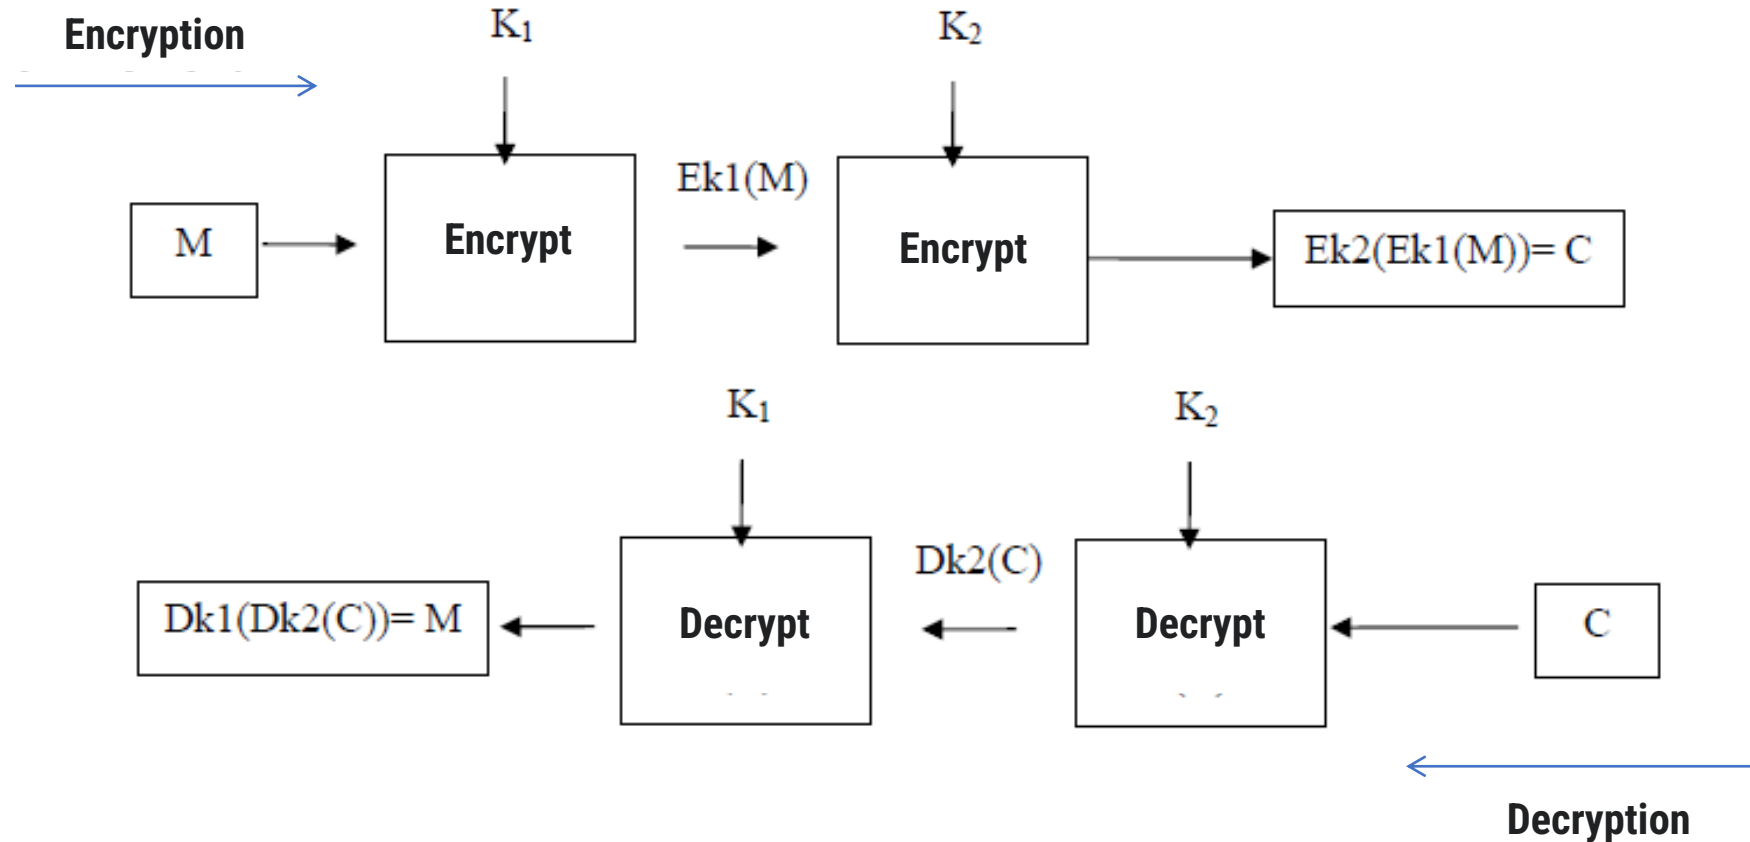 Encryption
K₁
K₂
Ek1(M)
M
Encrypt
Encrypt
Ek2(Ek1(M))= C
K₁
K₂
Dk2(C)
Dk1(Dk2(C))= M
Decrypt
Decrypt
C
Decryption